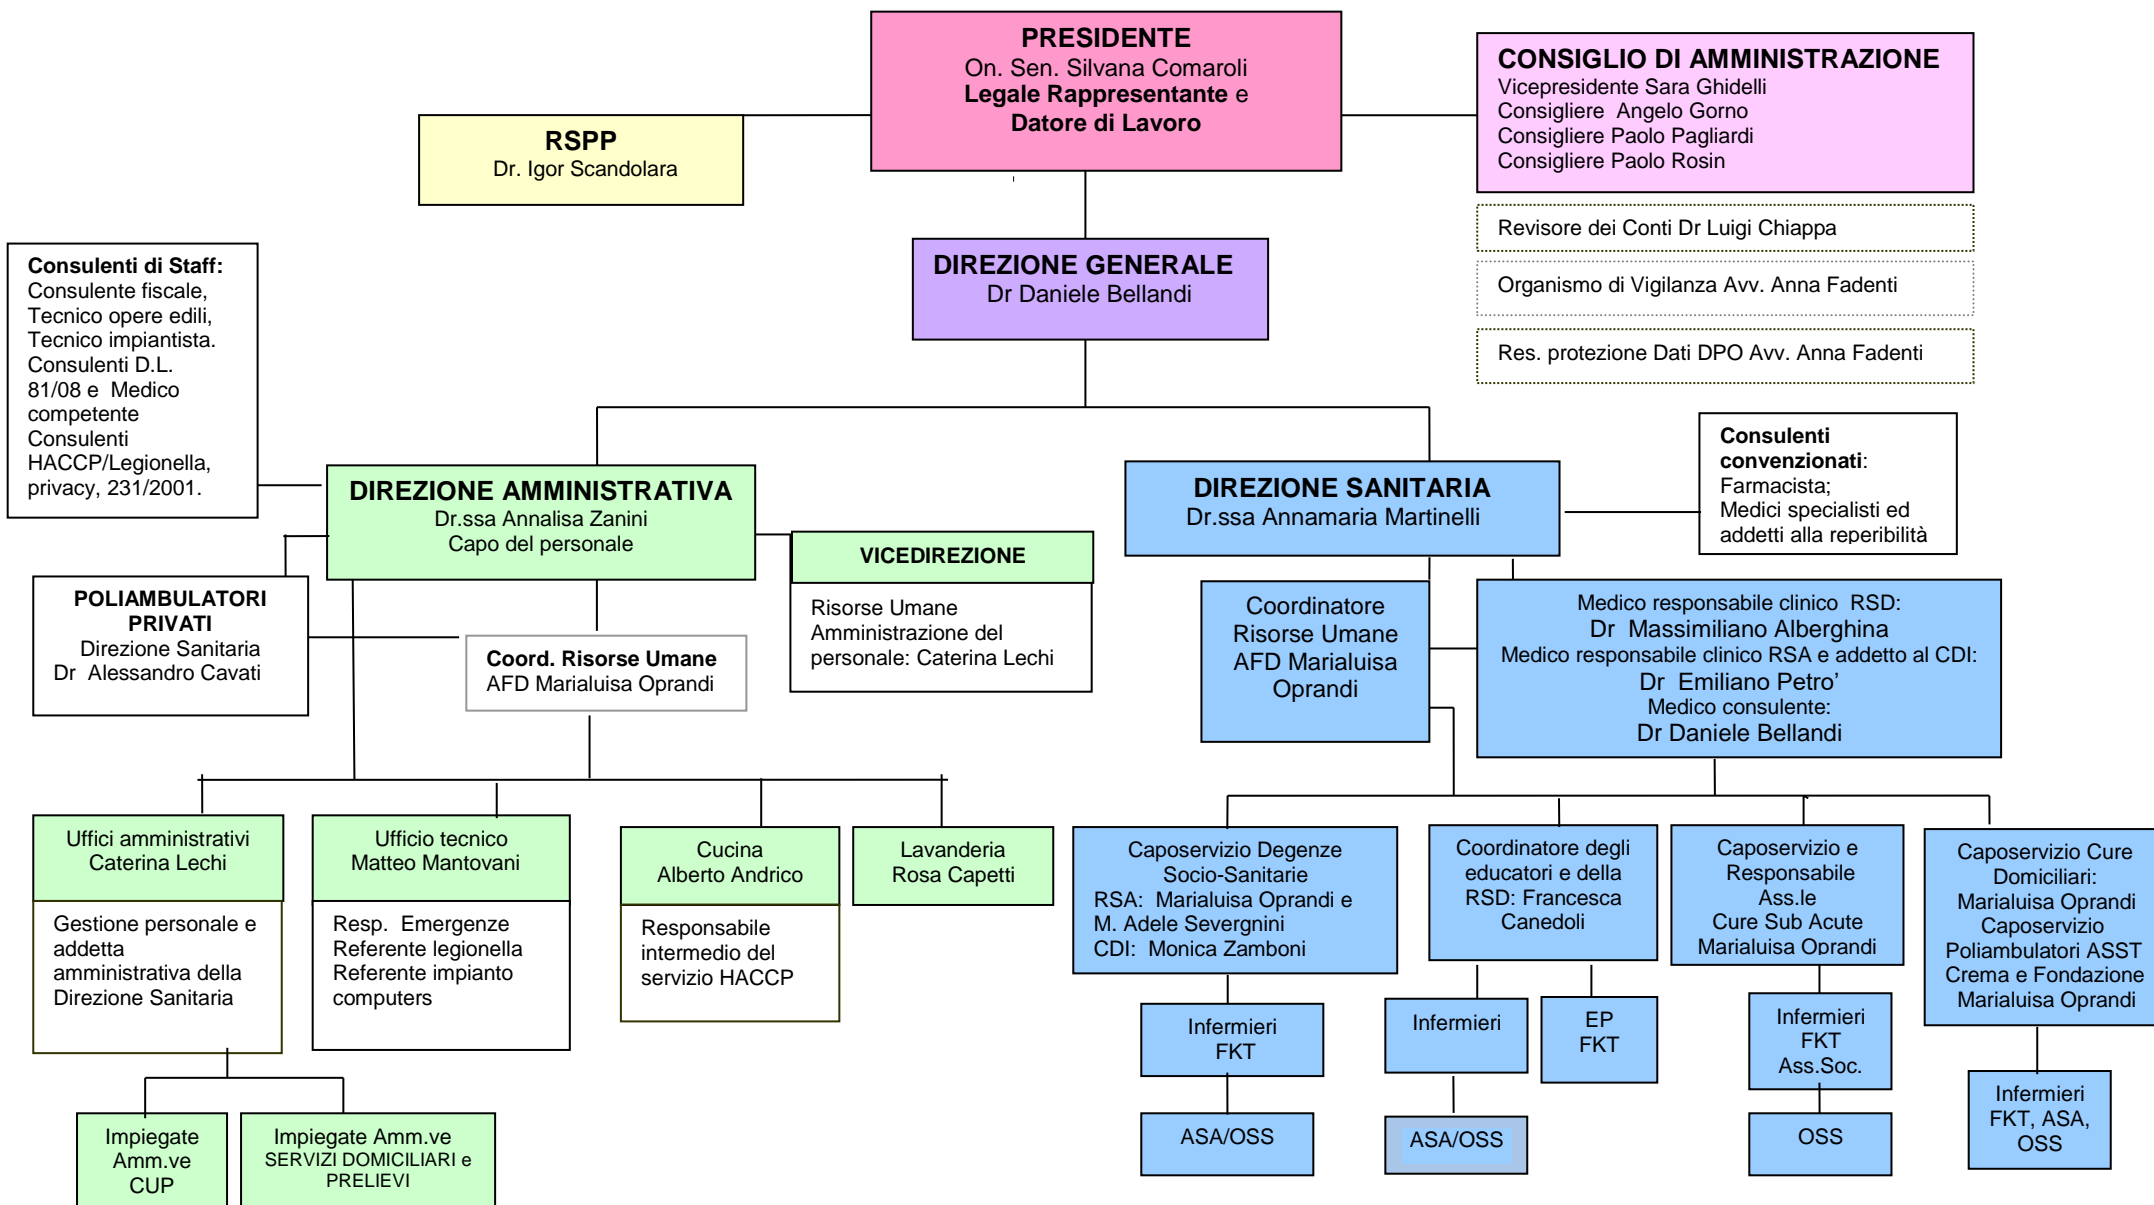 PRESIDENTE
On. Sen. Silvana Comaroli
Legale Rappresentante e
Datore di Lavoro
CONSIGLIO DI AMMINISTRAZIONE
Vicepresidente Sara Ghidelli
Consigliere Angelo Gorno
Consigliere Paolo Pagliardi
Consigliere Paolo Rosin
RSPP
Dr. Igor Scandolara
Revisore dei Conti Dr Luigi Chiappa
Organismo di Vigilanza Avv. Anna Fadenti
Res. protezione Dati DPO Avv. Anna Fadenti
DIREZIONE GENERALE
Dr Daniele Bellandi
Consulenti di Staff:
Consulente fiscale,
Tecnico opere edili,
Tecnico impiantista.
Consulenti D.L.
81/08 e Medico
competente
Consulenti
HACCP/Legionella,
privacy, 231/2001.
DIREZIONE AMMINISTRATIVA
Dr.ssa Annalisa Zanini
Capo del personale
DIREZIONE SANITARIA
Dr.ssa Annamaria Martinelli
Consulenti
convenzionati:
Farmacista;
Medici specialisti ed
addetti alla reperibilità
VICEDIREZIONE
Risorse Umane
Amministrazione del
personale: Caterina Lechi
POLIAMBULATORI
PRIVATI
Direzione Sanitaria
Dr Alessandro Cavati
Coord. Risorse Umane
AFD Marialuisa Oprandi
Coordinatore
Risorse Umane
AFD Marialuisa
Oprandi
Medico responsabile clinico RSD:
Dr Massimiliano Alberghina
Medico responsabile clinico RSA e addetto al CDI:
Dr Emiliano Petro’
Medico consulente:
Dr Daniele Bellandi
Uffici amministrativi
Caterina Lechi
Gestione personale e
addetta
amministrativa della
Direzione Sanitaria
Ufficio tecnico
Matteo Mantovani
Resp. Emergenze
Referente legionella
Referente impianto
computers
Cucina
Alberto Andrico
Responsabile
intermedio del
servizio HACCP
Lavanderia
Rosa Capetti
Caposervizio Degenze
Socio-Sanitarie
RSA: Marialuisa Oprandi e
M. Adele Severgnini
CDI: Monica Zamboni
Coordinatore degli
educatori e della
RSD: Francesca
Canedoli
Caposervizio e
Responsabile
Ass.le
Cure Sub Acute
Marialuisa Oprandi
Caposervizio Cure
Domiciliari:
Marialuisa Oprandi
Caposervizio
Poliambulatori ASST
Crema e Fondazione
Marialuisa Oprandi
Infermieri
FKT
Infermieri
EP
FKT
Infermieri
FKT
Ass.Soc.
Infermieri
FKT, ASA,
OSS
Impiegate
Amm.ve
CUP
Impiegate Amm.ve
SERVIZI DOMICILIARI e
PRELIEVI
ASA/OSS
ASA/OSS
OSS